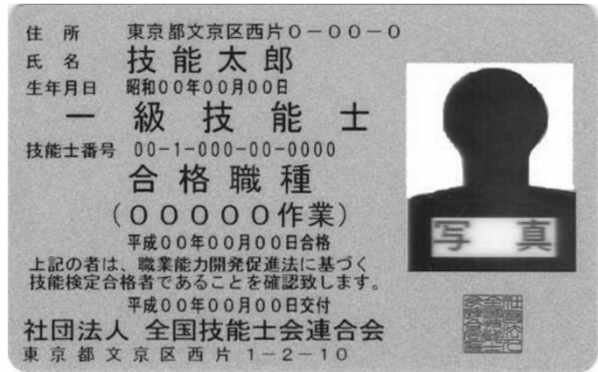 住所 東京都文京区西片０－００－０
氏名 技能太郎
生年月日 昭和００年００月００日
一級技能士
技能士番号 00-1-000-00-0000
合格職種
（０００００作業）
平成００年００月００日合格
上記の者は、職業能力開発促進法に基づく
技能検定合格者であることを確認致します。
平成００年００月００日交付
社団法人 全国技能士会連合会
東京都文京区西片１－２－１０
写真